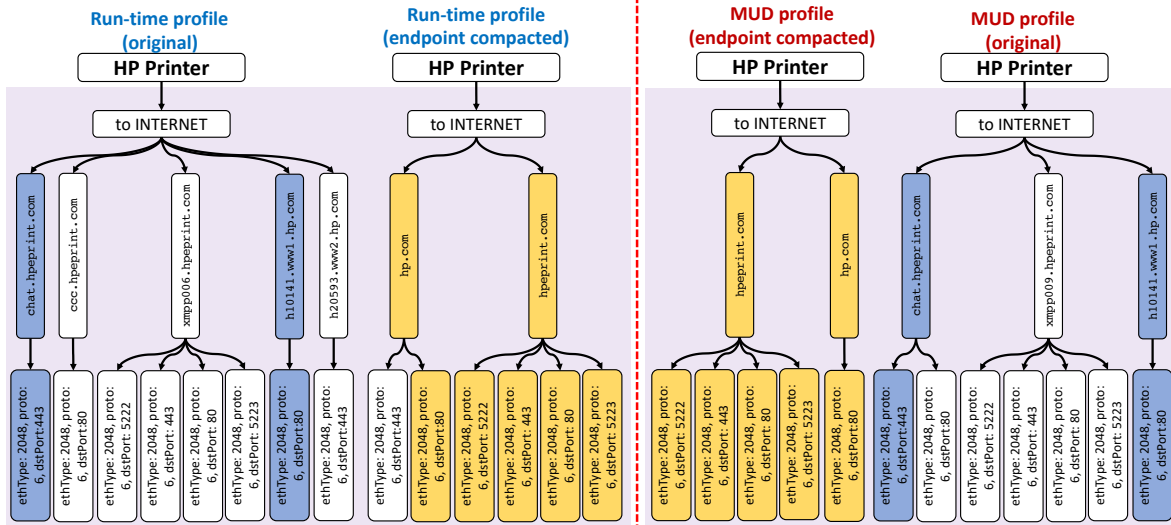 Run-time profile
(original)
HP Printer
to INTERNET
chat.hpeprint.com
ccc.hpeprint.com
xmpp006.hpeprint.com
h10141.www1.hp.com
h20593.www2.hp.com
ethType: 2048, proto:
6, dstPort:443
ethType: 2048, proto:
6, dstPort:80
ethType: 2048, proto:
6, dstPort: 5222
ethType: 2048, proto:
6, dstPort: 443
ethType: 2048, proto:
6, dstPort: 80
ethType: 2048, proto:
6, dstPort: 5223
ethType: 2048, proto:
6, dstPort:80
ethType: 2048, proto:
6, dstPort:443
Run-time profile
(endpoint compacted)
HP Printer
to INTERNET
hp.com
hpeprint.com
ethType: 2048, proto:
6, dstPort:443
ethType: 2048, proto:
6, dstPort:80
ethType: 2048, proto:
6, dstPort: 5222
ethType: 2048, proto:
6, dstPort: 443
ethType: 2048, proto:
6, dstPort: 80
ethType: 2048, proto:
6, dstPort: 5223
MUD profile
(endpoint compacted)
HP Printer
to INTERNET
hpeprint.com
hp.com
ethType: 2048, proto:
6, dstPort: 5222
ethType: 2048, proto:
6, dstPort: 443
ethType: 2048, proto:
6, dstPort: 80
ethType: 2048, proto:
6, dstPort: 5223
ethType: 2048, proto:
6, dstPort:80
MUD profile
(original)
HP Printer
to INTERNET
chat.hpeprint.com
xmpp009.hpeprint.com
h10141.www1.hp.com
ethType: 2048, proto:
6, dstPort:443
ethType: 2048, proto:
6, dstPort:80
ethType: 2048, proto:
6, dstPort: 5222
ethType: 2048, proto:
6, dstPort: 443
ethType: 2048, proto:
6, dstPort: 80
ethType: 2048, proto:
6, dstPort: 5223
ethType: 2048, proto:
6, dstPort:80